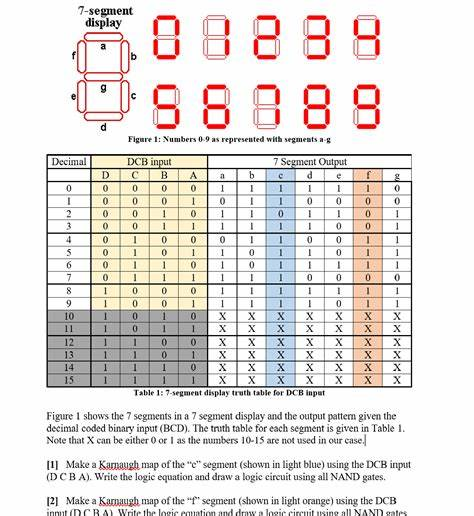 7-segment
display
a
f
b
g
e
c
d
Figure 1: Numbers 0-9 as represented with segments a-g
Decimal DCB input 7 Segment Output
D C B A a b c d e f g
0 0 0 0 0 1 1 1 1 1 1 0
1 0 0 0 1 0 1 1 0 0 0 0
2 0 0 1 0 1 1 0 1 1 0 1
3 0 0 1 1 1 1 1 1 0 0 1
4 0 1 0 0 0 1 1 0 0 1 1
5 0 1 0 1 1 0 1 1 0 1 1
6 0 1 1 0 1 0 1 1 1 1 1
7 0 1 1 1 1 1 1 0 0 0 0
8 1 0 0 0 1 1 1 1 1 1 1
9 1 0 0 1 1 1 1 1 0 1 1
10 1 0 1 0 X X X X X X X
11 1 0 1 1 X X X X X X X
12 1 1 0 0 X X X X X X X
13 1 1 0 1 X X X X X X X
14 1 1 1 0 X X X X X X X
15 1 1 1 1 X X X X X X X
Table 1: 7-segment display truth table for DCB input
Figure 1 shows the 7 segments in a 7 segment display and the output pattern given the
decimal coded binary input (BCD). The truth table for each segment is given in Table 1.
Note that X can be either 0 or 1 as the numbers 10-15 are not used in our case.
[1] Make a Karnaugh map of the “c” segment (shown in light blue) using the DCB input
(D C B A). Write the logic equation and draw a logic circuit using all NAND gates.
[2] Make a Karnaugh map of the “f” segment (shown in light orange) using the DCB
input (D C B A). Write the logic equation and draw a logic circuit using all NAND gates